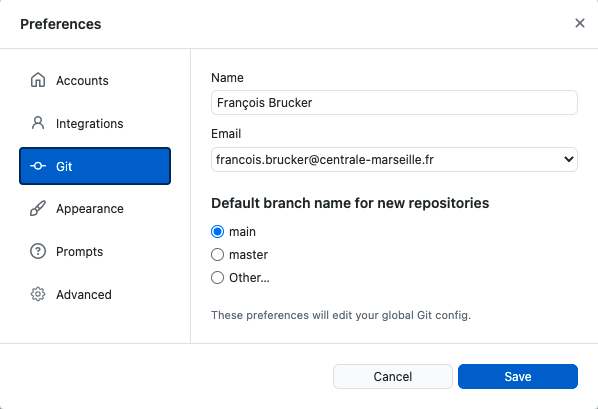 Preferences
Accounts
Integrations
Git
Appearance
Prompts
Advanced
Name
François Brucker
Email
francois.brucker@centrale-marseille.fr
Default branch name for new repositories
main
master
Other...
These preferences will edit your global Git config.
Cancel
Save